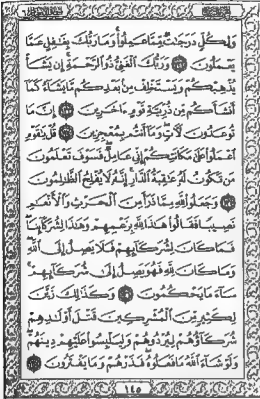 وَلِكُلٍّ دَرَجَٰتٌ مِّمَّا عَمِلُوا۟ ۚ وَمَا رَبُّكَ بِغَٰفِلٍ عَمَّا
يَعْمَلُونَ ١٣٢ وَرَبُّكَ ٱلْغَنِىُّ ذُو ٱلرَّحْمَةِ ۚ إِن يَشَأْ
يُذْهِبْكُمْ وَيَسْتَخْلِفْ مِنۢ بَعْدِكُم مَّا يَشَآءُ كَمَآ
أَنشَأَكُم مِّن ذُرِّيَّةِ قَوْمٍ ءَاخَرِينَ ١٣٣ إِنَّ مَا
تُوعَدُونَ لَءَاتٍ ۖ وَمَآ أَنتُم بِمُعْجِزِينَ ١٣٤ قُلْ يَٰقَوْمِ
ٱعْمَلُوا۟ عَلَىٰ مَكَانَتِكُمْ إِنِّى عَامِلٌ ۖ فَسَوْفَ تَعْلَمُونَ
مَن تَكُونُ لَهُۥ عَٰقِبَةُ ٱلدَّارِ ۗ إِنَّهُۥ لَا يُفْلِحُ ٱلظَّٰلِمُونَ
١٣٥ وَجَعَلُوا۟ لِلَّهِ مِمَّا ذَرَأَ مِنَ ٱلْحَرْثِ وَٱلْأَنْعَٰمِ
نَصِيبًا فَقَالُوا۟ هَٰذَا لِلَّهِ بِزَعْمِهِمْ وَهَٰذَا لِشُرَكَآئِنَا ۖ
فَمَا كَانَ لِشُرَكَآئِهِمْ فَلَا يَصِلُ إِلَى ٱللَّهِ ۖ
وَمَا كَانَ لِلَّهِ فَهُوَ يَصِلُ إِلَىٰ شُرَكَآئِهِمْ ۗ
سَآءَ مَا يَحْكُمُونَ ١٣٦ وَكَذَٰلِكَ زَيَّنَ
لِكَثِيرٍ مِّنَ ٱلْمُشْرِكِينَ قَتْلَ أَوْلَٰدِهِمْ
شُرَكَآؤُهُمْ لِيُرْدُوهُمْ وَلِيَلْبِسُوا۟ عَلَيْهِمْ دِينَهُمْ ۖ
وَلَوْ شَآءَ ٱللَّهُ مَا فَعَلُوهُ ۖ فَذَرْهُمْ وَمَا يَفْتَرُونَ ١٣٧
١٤٥